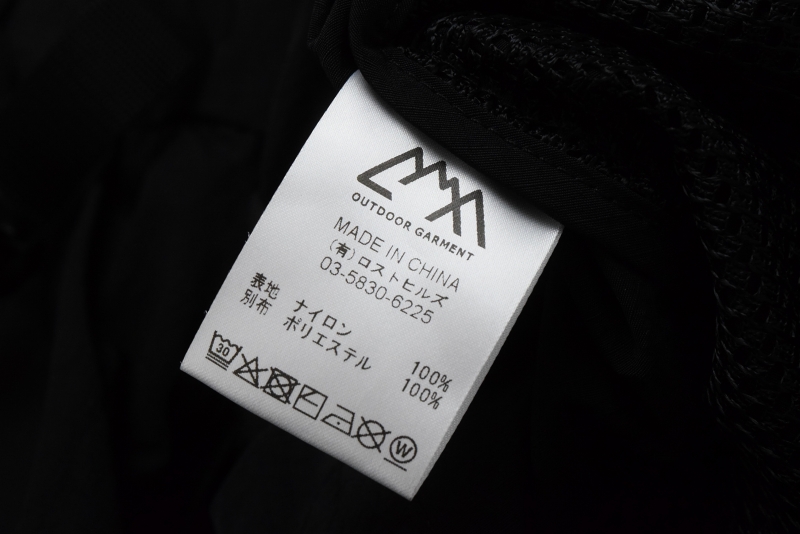 OUTDOOR GARMENT
MADE IN CHINA
(有)ロストヒルズ
03-5830-6225
表地 ナイロン 100%
別布 ポリエステル 100%
30
W